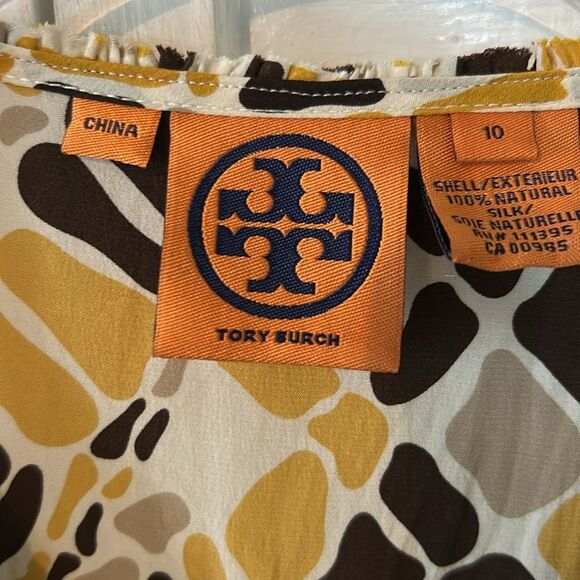 CHINA
TORY BURCH
10
SHELL/EXTERIEUR
100% NATURAL
SILK/
SOIE NATURELLE
RN# 111395
CA 00985